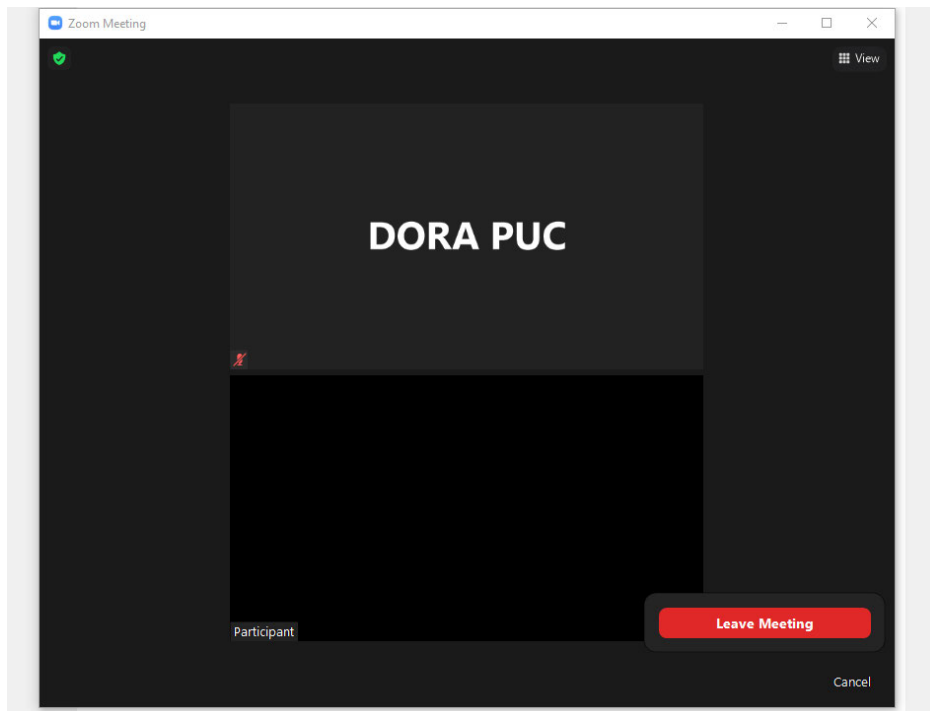 Zoom Meeting
View
DORA PUC
Participant
Leave Meeting
Cancel